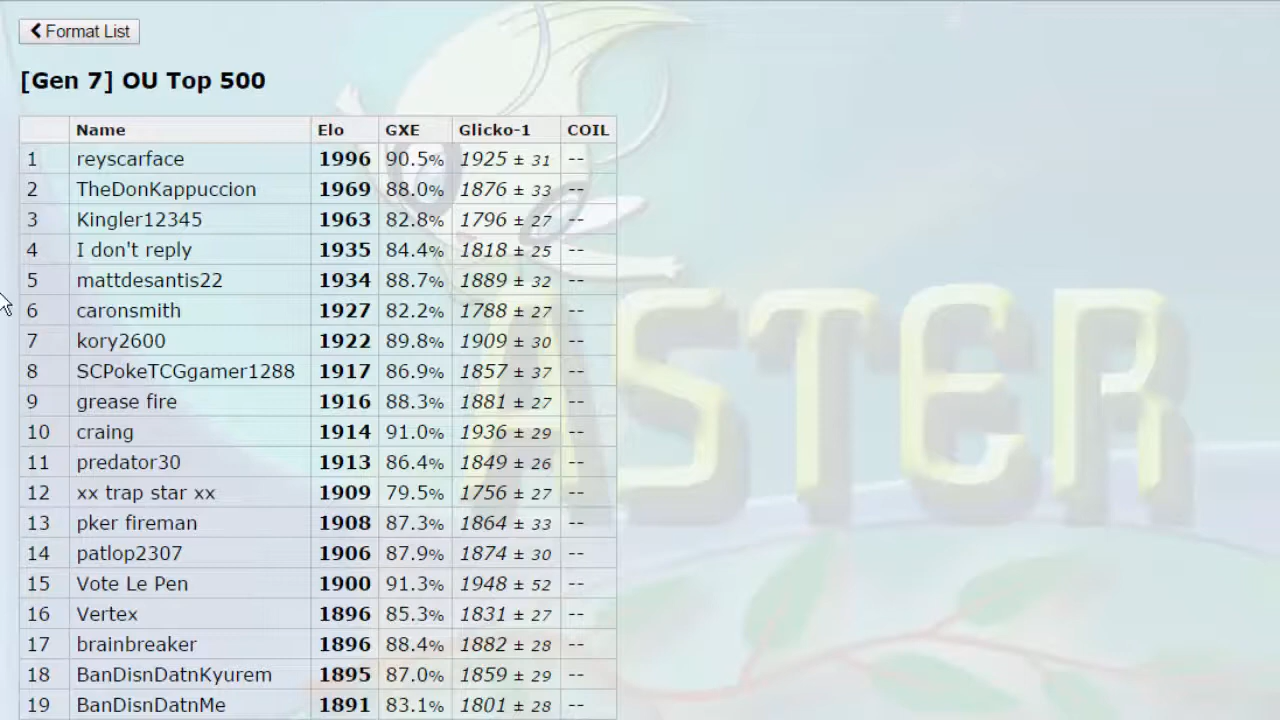 Format List
[Gen 7] OU Top 500
Name Elo GXE Glicko-1 COIL
1 reyscarface 1996 90.5% 1925 ± 31 --
2 TheDonKappuccion 1969 88.0% 1876 ± 33 --
3 Kingler12345 1963 82.8% 1796 ± 27 --
4 I don't reply 1935 84.4% 1818 ± 25 --
5 mattdesantis22 1934 88.7% 1889 ± 32 --
6 caronsmith 1927 82.2% 1788 ± 27 --
7 kory2600 1922 89.8% 1909 ± 30 --
8 SCPokeTCGgamer1288 1917 86.9% 1857 ± 37 --
9 grease fire 1916 88.3% 1881 ± 27 --
10 craing 1914 91.0% 1936 ± 29 --
11 predator30 1913 86.4% 1849 ± 26 --
12 xx trap star xx 1909 79.5% 1756 ± 27 --
13 pker fireman 1908 87.3% 1864 ± 33 --
14 patlop2307 1906 87.9% 1874 ± 30 --
15 Vote Le Pen 1900 91.3% 1948 ± 52 --
16 Vertex 1896 85.3% 1831 ± 27 --
17 brainbreaker 1896 88.4% 1882 ± 28 --
18 BanDisnDatnKyurem 1895 87.0% 1859 ± 29 --
19 BanDisnDatnMe 1891 83.1% 1801 ± 28 --
ASTER